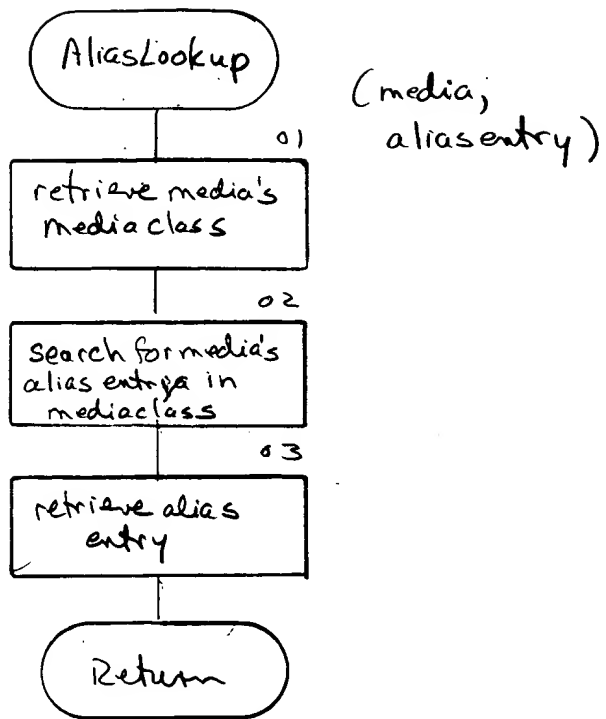 AliasLookup
(media;
aliasentry)
01
retrieve media's
mediaclass
02
search for media's
alias entry in
mediaclass
03
retrieve alias
entry
Return